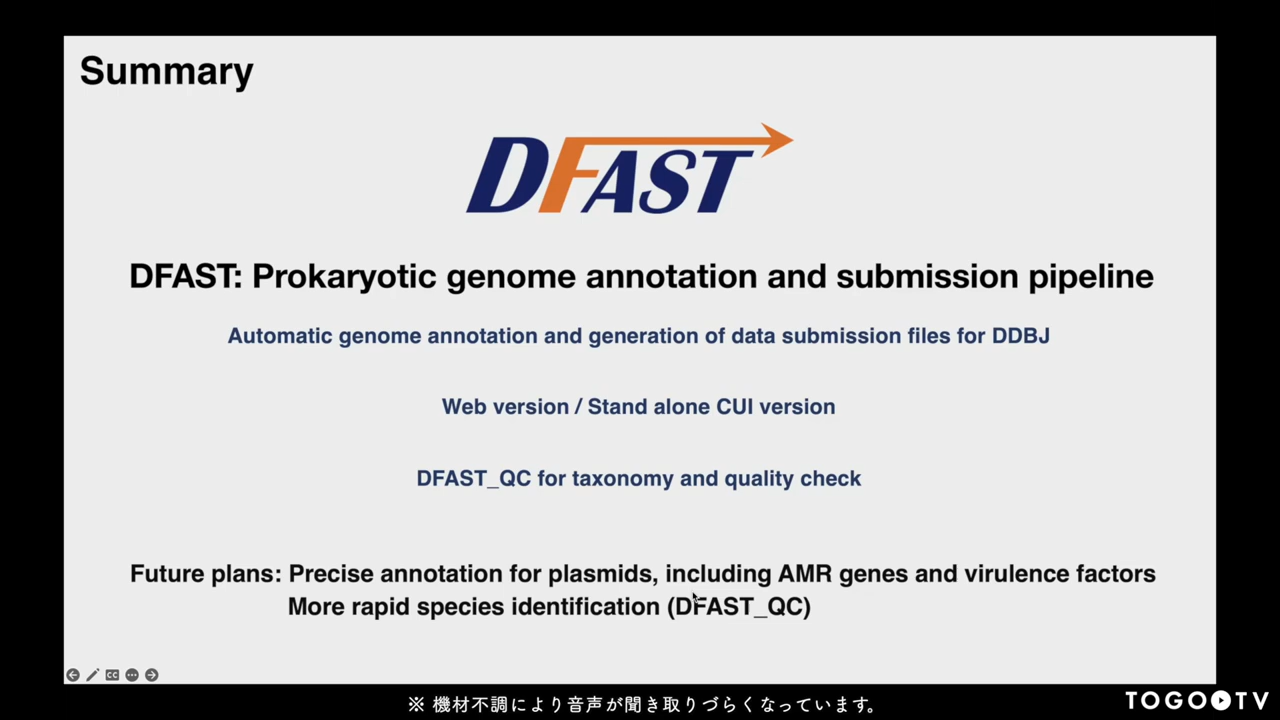 Summary
DFAST
DFAST: Prokaryotic genome annotation and submission pipeline
Automatic genome annotation and generation of data submission files for DDBJ
Web version / Stand alone CUI version
DFAST_QC for taxonomy and quality check
Future plans: Precise annotation for plasmids, including AMR genes and virulence factors
More rapid species identification (DFAST_QC)
CC
※ 機材不調により音声が聞き取りづらくなっています。
TOGO TV